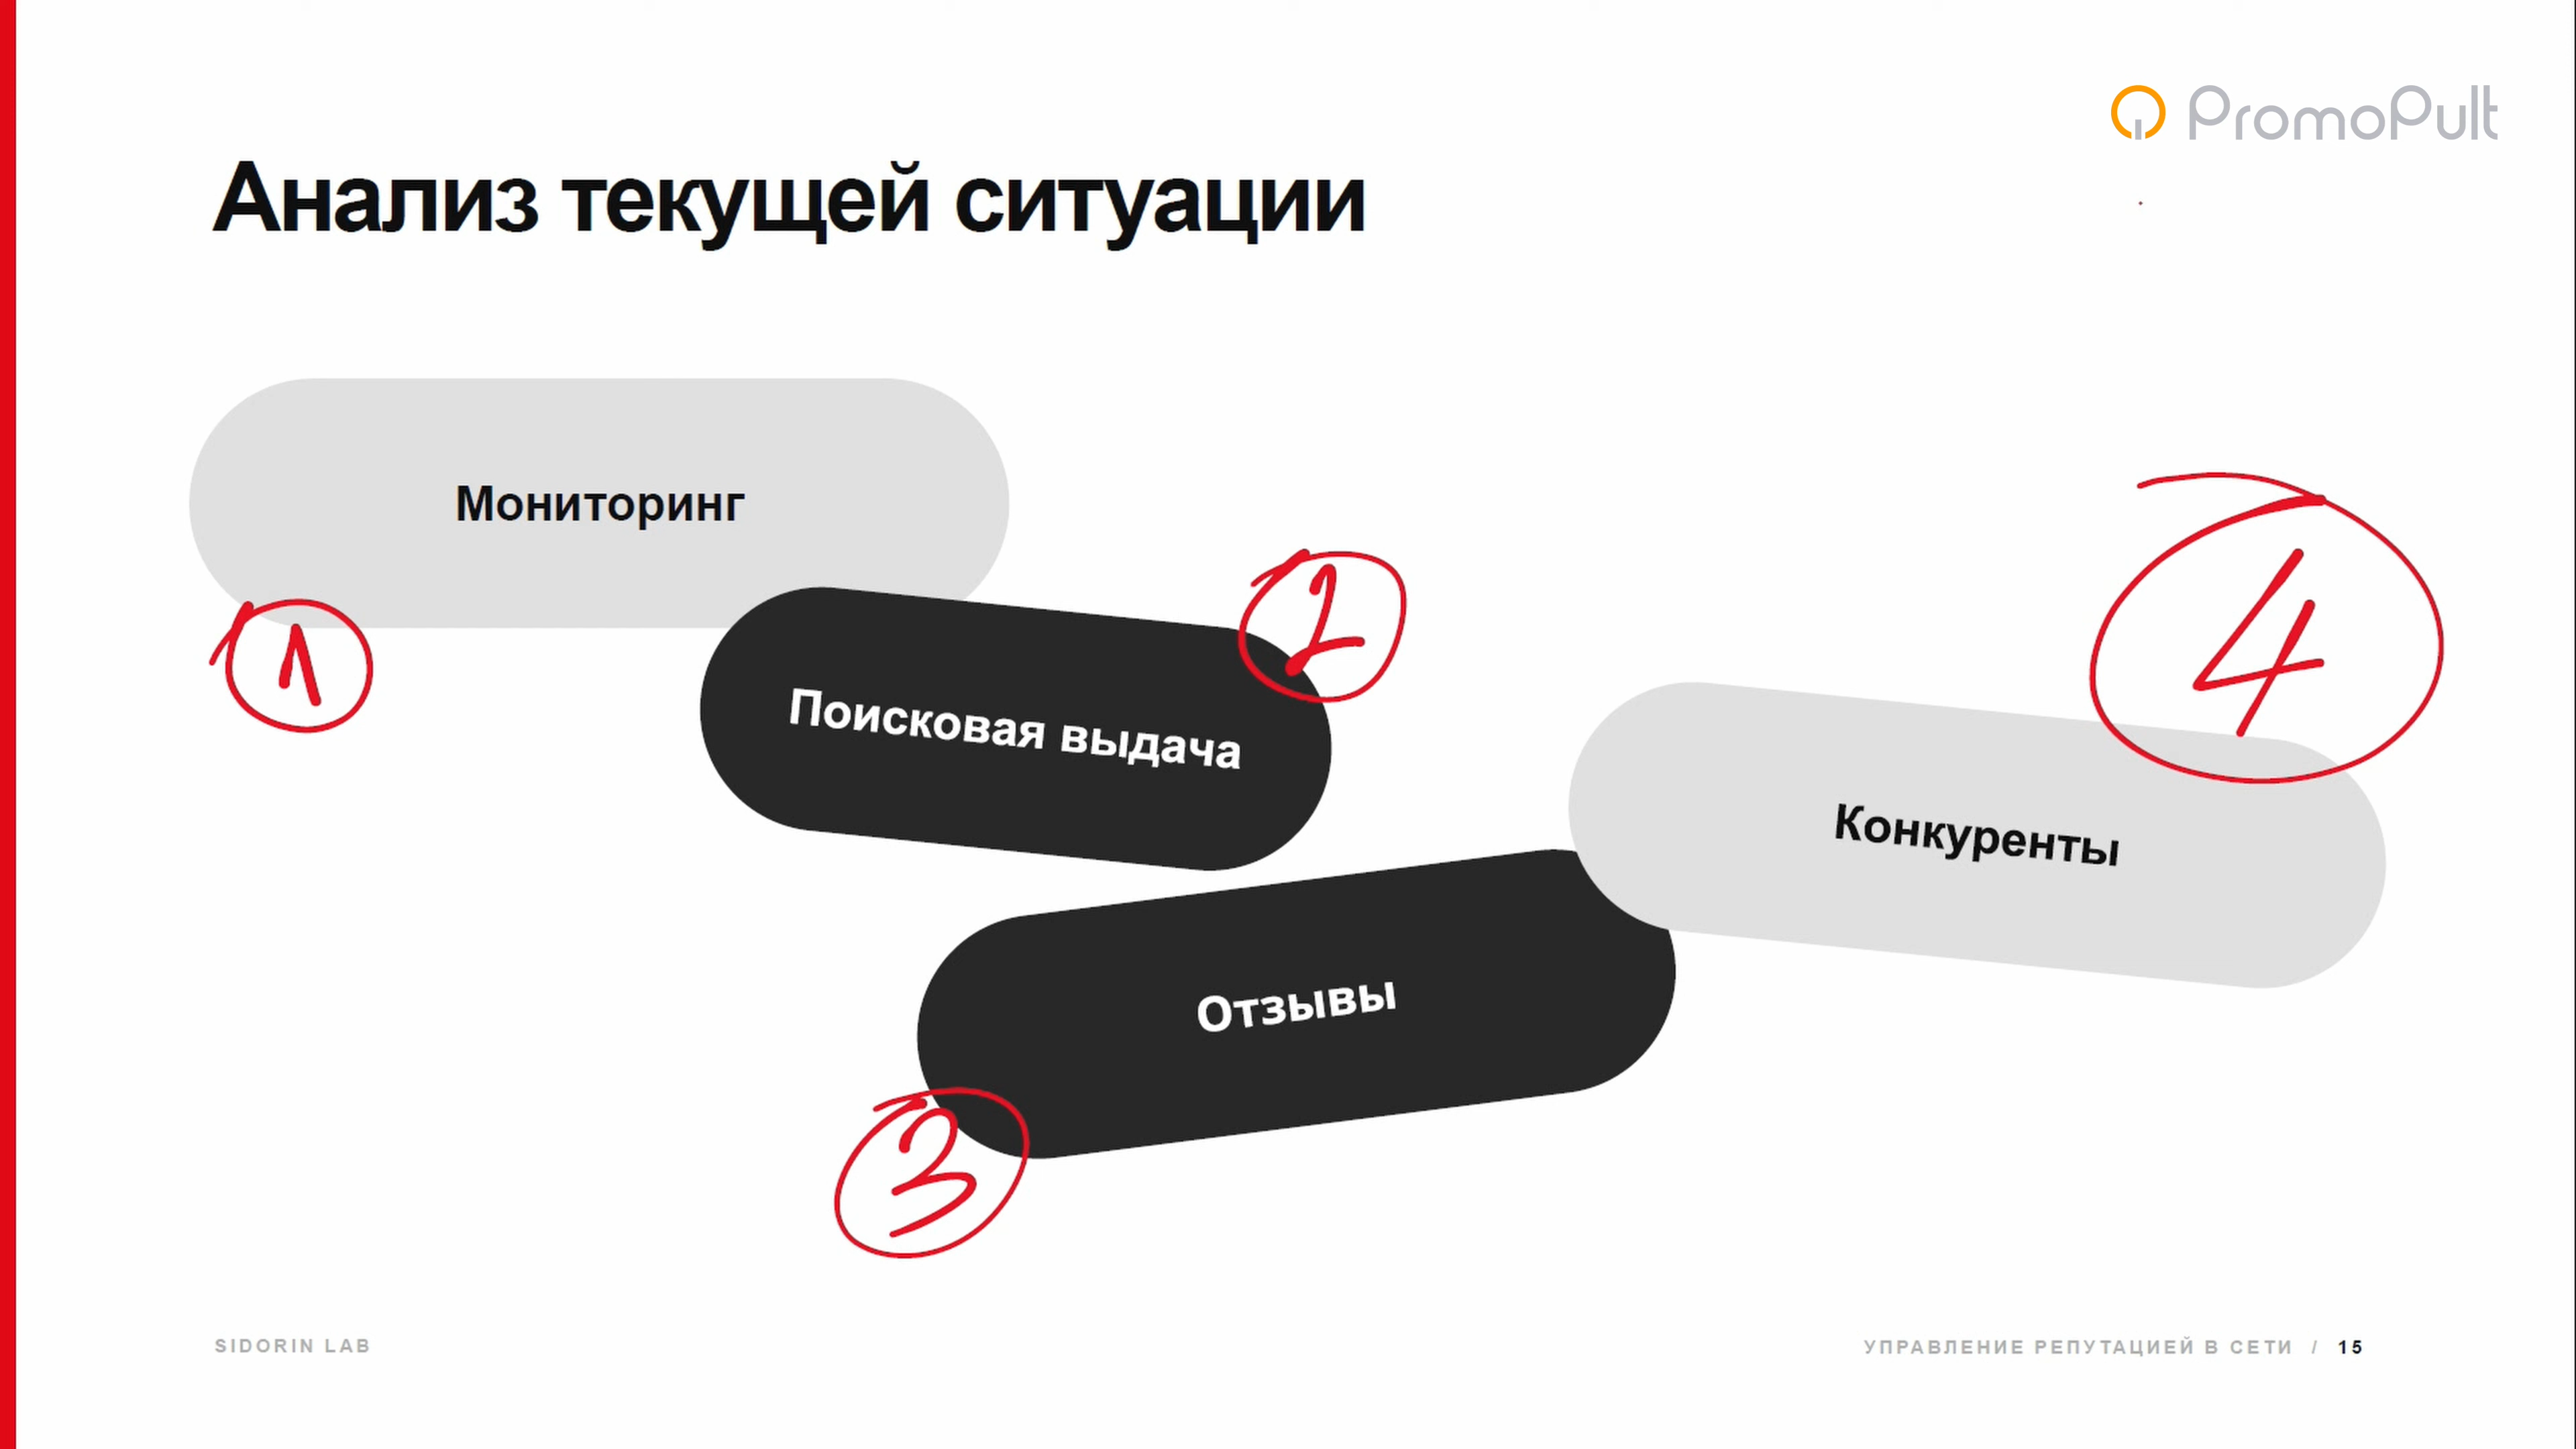 PromoPult
Анализ текущей ситуации
Мониторинг
1
2
Поисковая выдача
4
Конкуренты
Отзывы
3
SIDORIN LAB
УПРАВЛЕНИЕ РЕПУТАЦИЕЙ В СЕТИ / 15